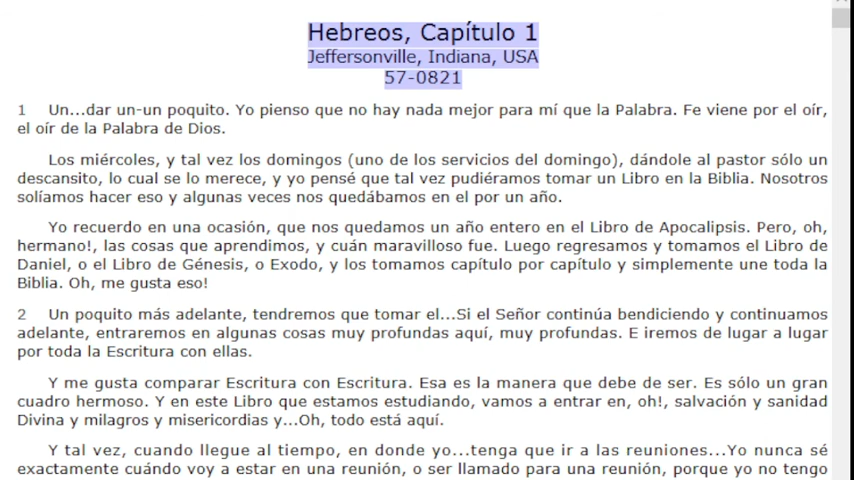 Hebreos, Capítulo 1
Jeffersonville, Indiana, USA
57-0821
1 Un...dar un-un poquito. Yo pienso que no hay nada mejor para mí que la Palabra. Fe viene por el oír,
el oír de la Palabra de Dios.
Los miércoles, y tal vez los domingos (uno de los servicios del domingo), dándole al pastor sólo un
descansito, lo cual se lo merece, y yo pensé que tal vez pudiéramos tomar un Libro en la Biblia. Nosotros
solíamos hacer eso y algunas veces nos quedábamos en el por un año.
Yo recuerdo en una ocasión, que nos quedamos un año entero en el Libro de Apocalipsis. Pero, oh,
hermano!, las cosas que aprendimos, y cuán maravilloso fue. Luego regresamos y tomamos el Libro de
Daniel, o el Libro de Génesis, o Exodo, y los tomamos capítulo por capítulo y simplemente une toda la
Biblia. Oh, me gusta eso!
2 Un poquito más adelante, tendremos que tomar el...Si el Señor continúa bendiciendo y continuamos
adelante, entraremos en algunas cosas muy profundas aquí, muy profundas. E iremos de lugar a lugar
por toda la Escritura con ellas.
Y me gusta comparar Escritura con Escritura. Esa es la manera que debe de ser. Es sólo un gran
cuadro hermoso. Y en este Libro que estamos estudiando, vamos a entrar en, oh!, salvación y sanidad
Divina y milagros y misericordias y...Oh, todo está aquí.
Y tal vez, cuando llegue al tiempo, en donde yo...tenga que ir a las reuniones...Yo nunca sé
exactamente cuándo voy a estar en una reunión, o ser llamado para una reunión, porque yo no tengo